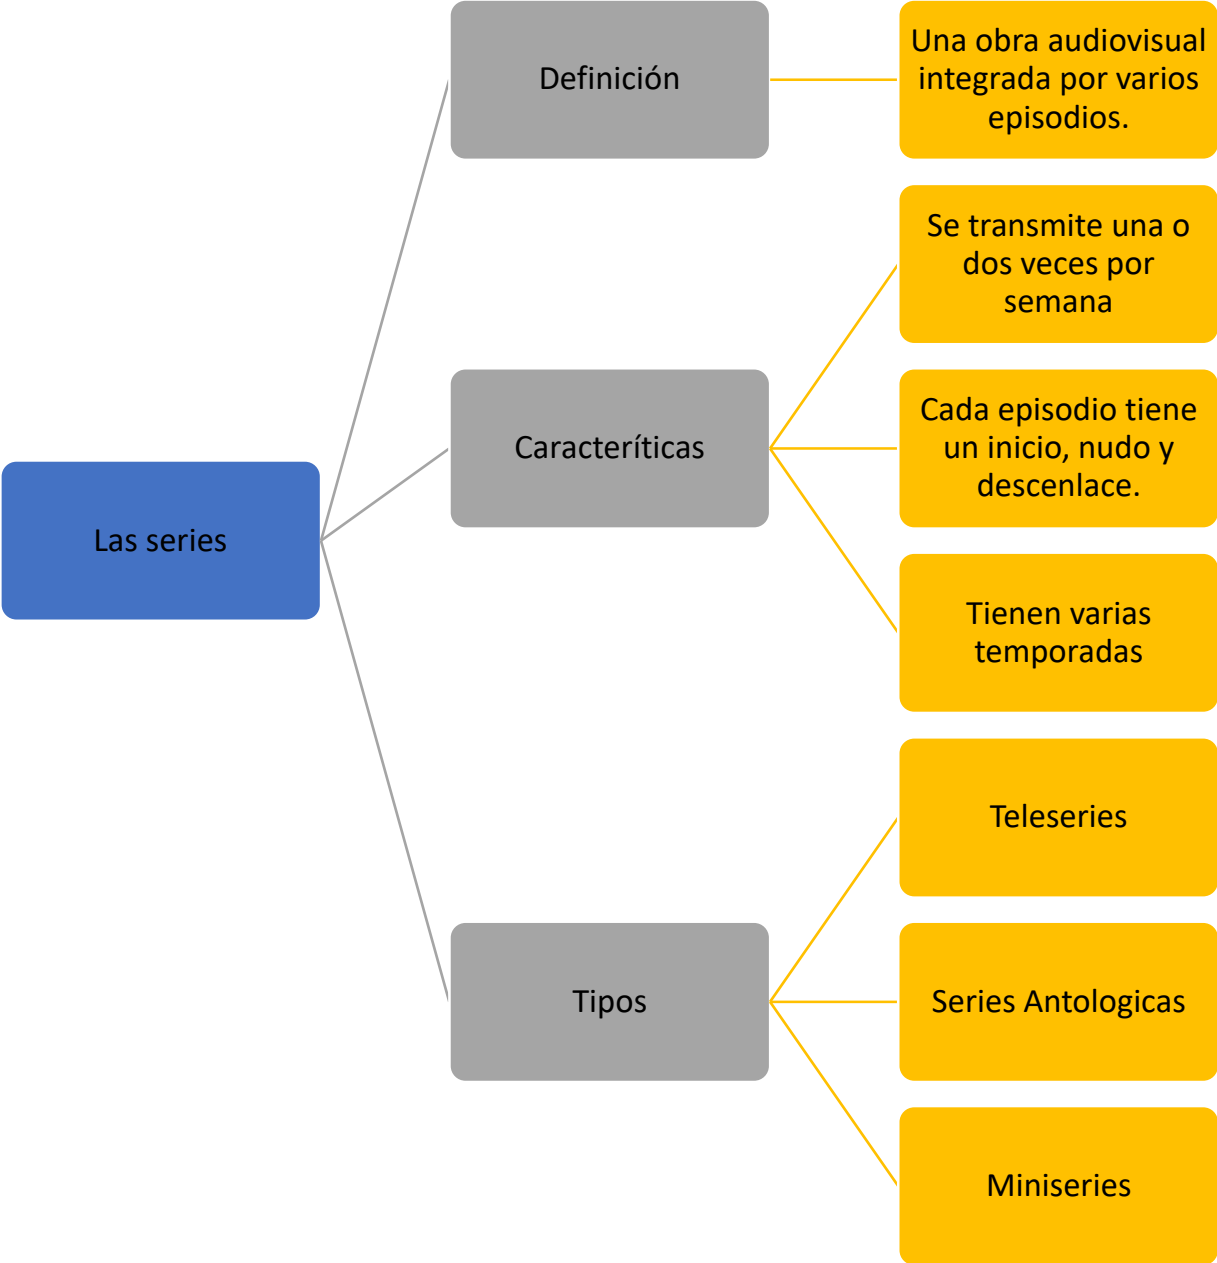 Definición
Una obra audiovisual
integrada por varios
episodios.
Las series
Caracteríticas
Se transmite una o
dos veces por
semana
Cada episodio tiene
un inicio, nudo y
descenlace.
Tienen varias
temporadas
Tipos
Teleseries
Series Antologicas
Miniseries